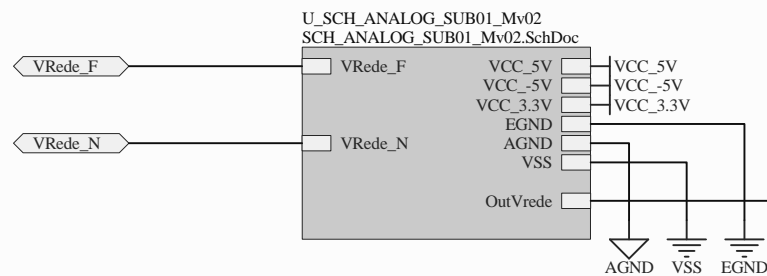 U_SCH_ANALOG_SUB01_Mv02
SCH_ANALOG_SUB01_Mv02.SchDoc
VRede_F
VRede_F
VCC_5V
VCC_5V
VCC_-5V
VCC_-5V
VCC_3.3V
VCC_3.3V
EGND
VRede_N
VRede_N
AGND
VSS
OutVrede
AGND
VSS
EGND